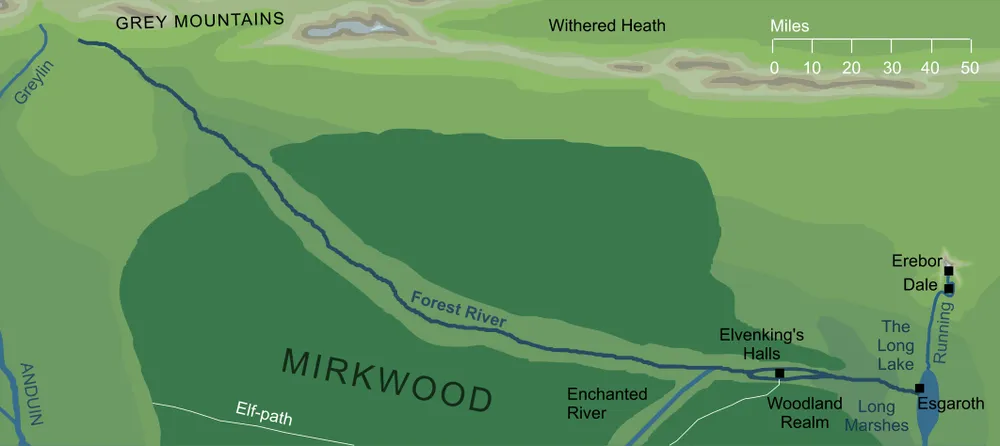 GREY MOUNTAINS
Withered Heath
Miles
0 10 20 30 40 50
Greylin
Erebor
Dale
Forest River
Running
The
Long
Lake
Elvenking's
Halls
MIRKWOOD
ANDUIN
Elf-path
Enchanted
River
Woodland
Realm
Long
Marshes
Esgaroth